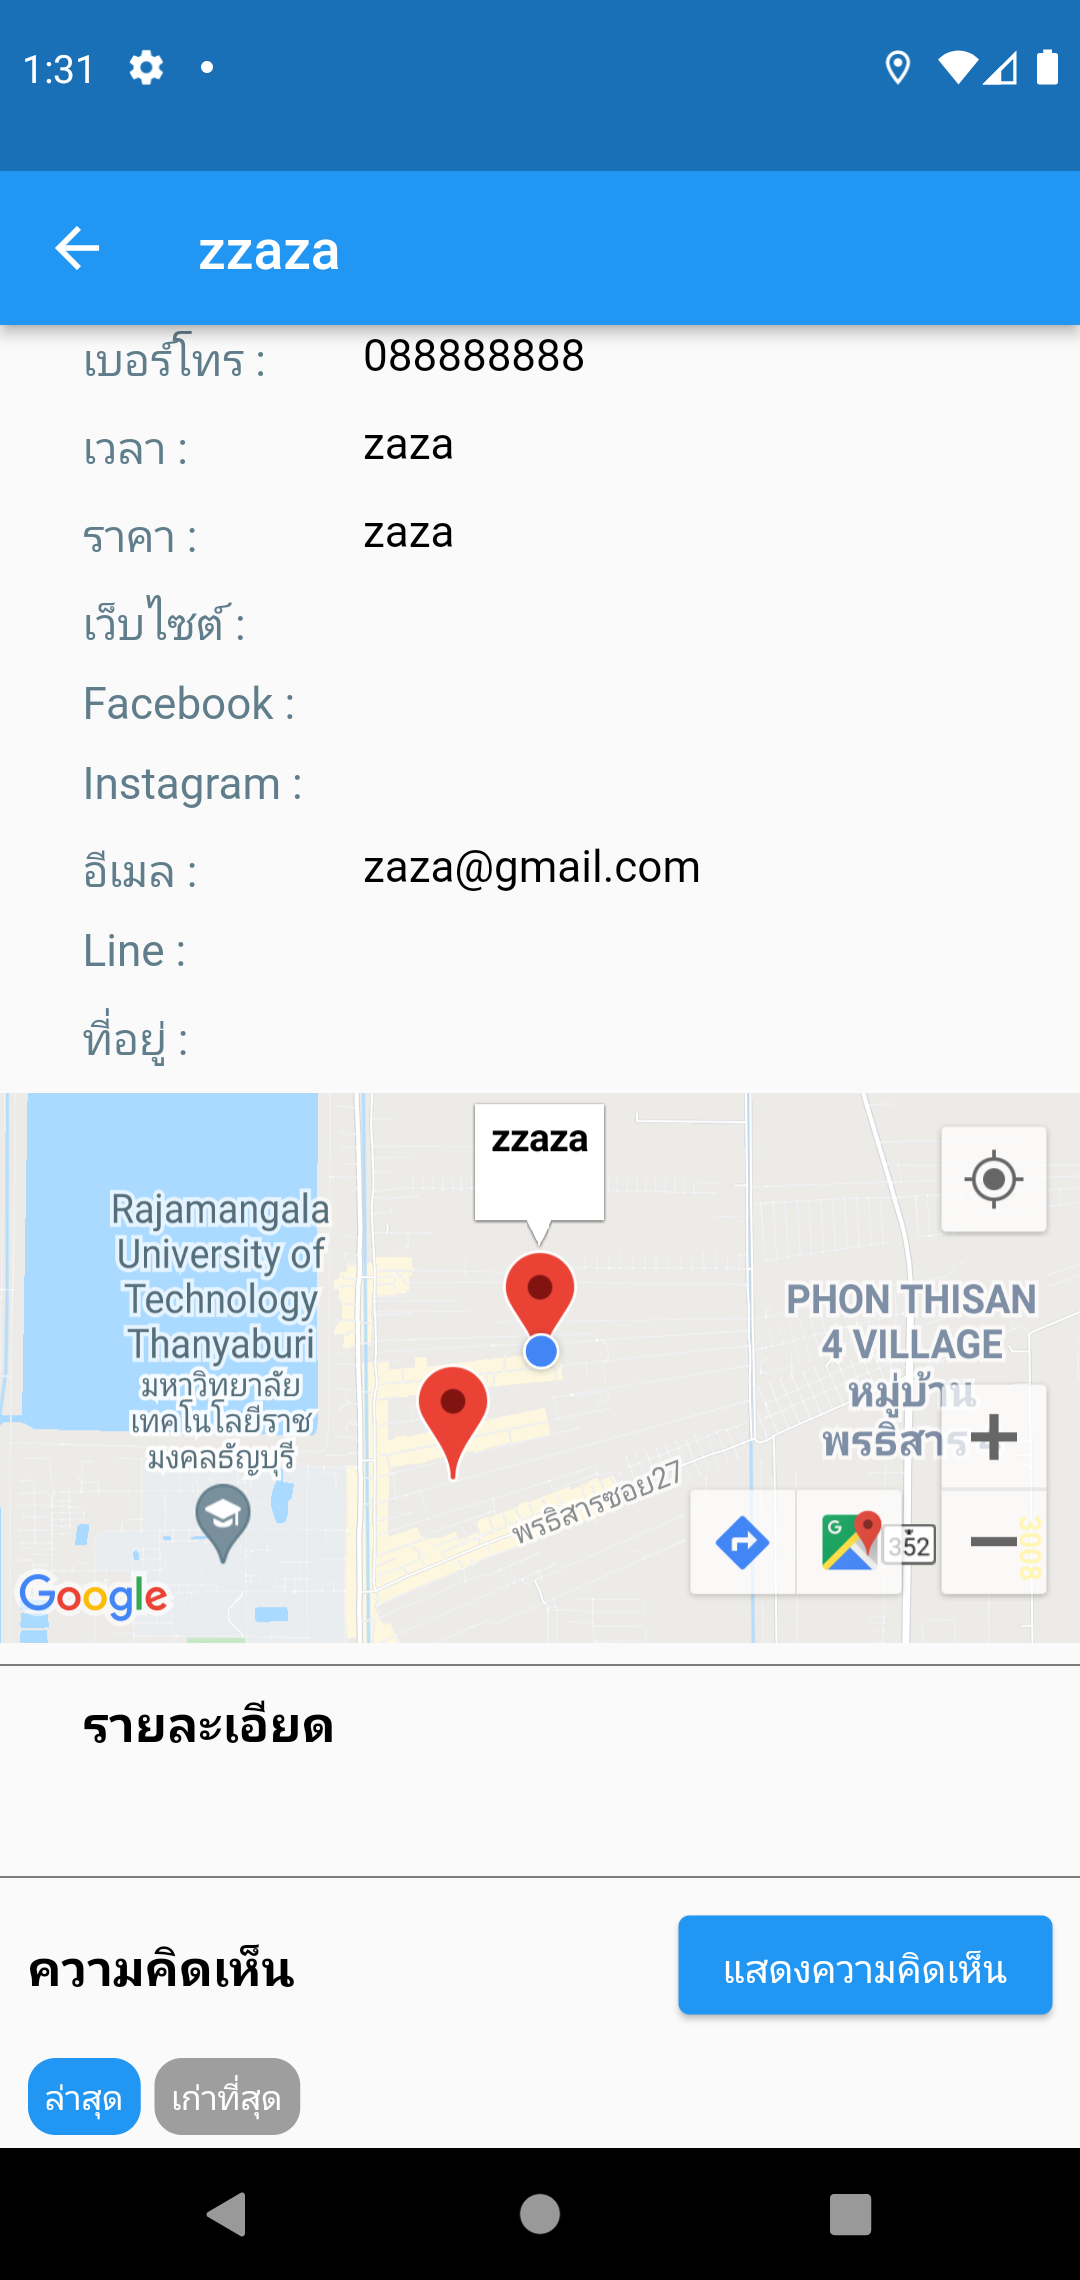 1:31
zzaza
เบอร์โทร : 088888888
เวลา : zaza
ราคา : zaza
เว็บไซต์ :
Facebook :
Instagram :
อีเมล : zaza@gmail.com
Line :
ที่อยู่ :
zzaza
Rajamangala
University of
Technology
Thanyaburi
มหาวิทยาลัย
เทคโนโลยีราช
มงคลธัญบุรี
PHON THISAN
4 VILLAGE
หมู่บ้าน
พรธิสาร 4
พรธิสารซอย27
352
3008
Google
รายละเอียด
ความคิดเห็น
แสดงความคิดเห็น
ล่าสุด
เก่าที่สุด